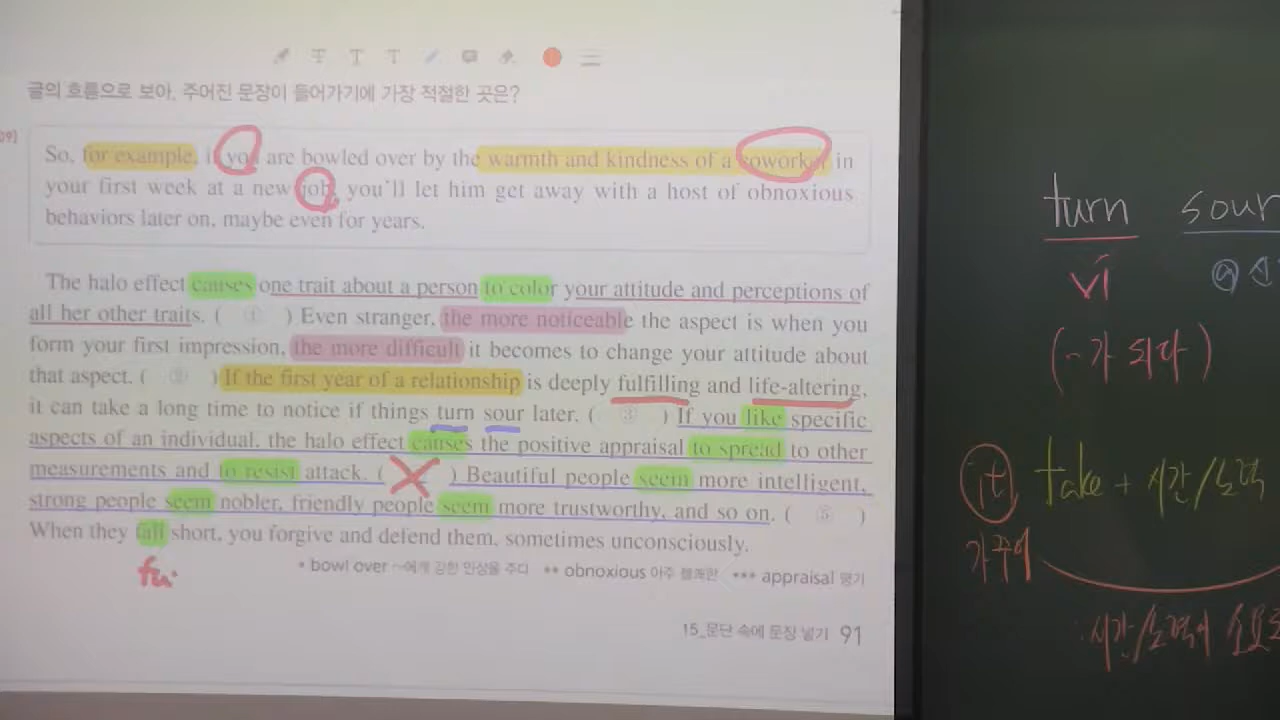 글의 흐름으로 보아, 주어진 문장이 들어가기에 가장 적절한 곳은?
09)
So, for example, if you are bowled over by the warmth and kindness of a coworker in
your first week at a new job, you'll let him get away with a host of obnoxious
behaviors later on, maybe even for years.
The halo effect causes one trait about a person to color your attitude and perceptions of
all her other traits. ( ① ) Even stranger, the more noticeable the aspect is when you
form your first impression, the more difficult it becomes to change your attitude about
that aspect. ( ② ) If the first year of a relationship is deeply fulfilling and life-altering,
it can take a long time to notice if things turn sour later. ( ③ ) If you like specific
aspects of an individual, the halo effect causes the positive appraisal to spread to other
measurements and to resist attack. ( ) Beautiful people seem more intelligent,
strong people seem nobler, friendly people seem more trustworthy, and so on. ( ⑤ )
When they fall short, you forgive and defend them, sometimes unconsciously.
* bowl over ~에게 강한 인상을 주다 ** obnoxious 아주 불쾌한 *** appraisal 평가
15_문단 속에 문장 넣기 91
turn sour
vi
(~가 되다)
it take + 시간/노력
가주어
시간/노력이 소요